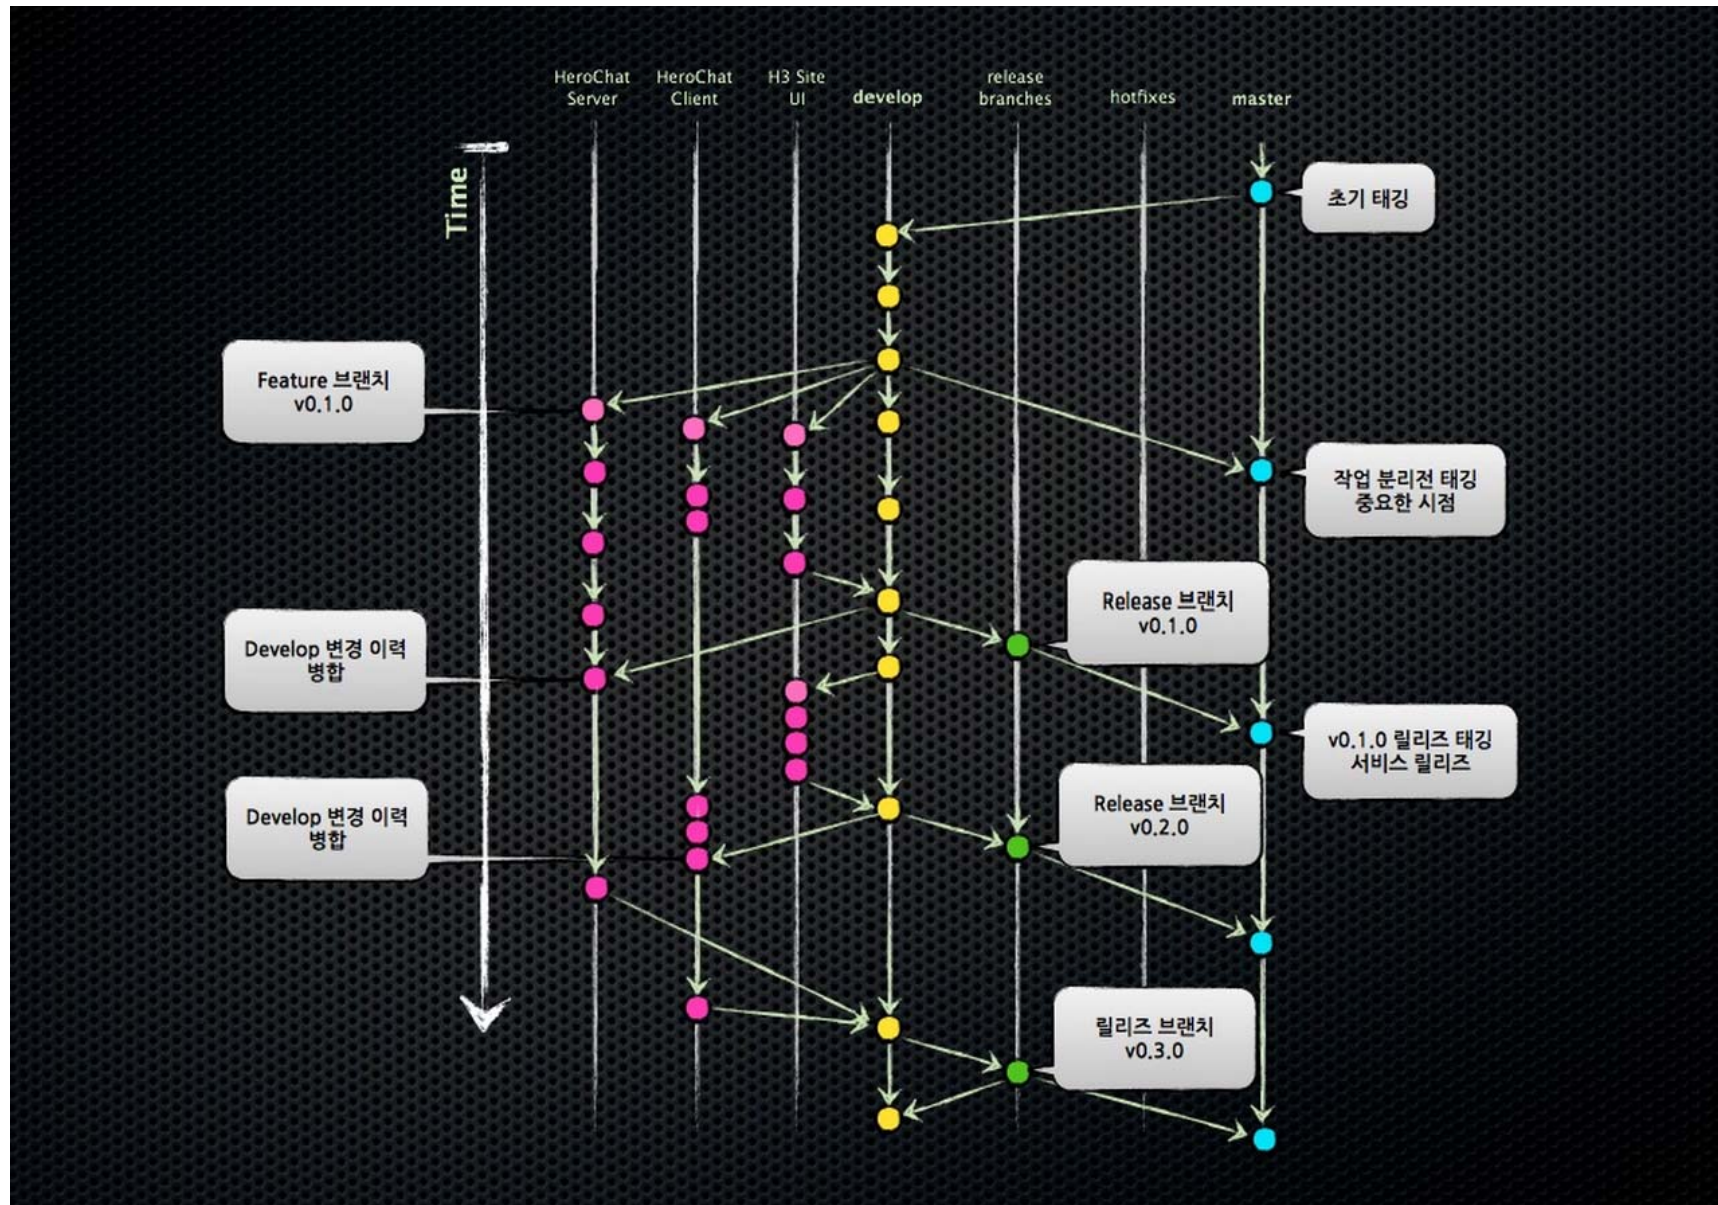 HeroChat
Server
HeroChat
Client
H3 Site
UI
develop
release
branches
hotfixes
master
Time
초기 태깅
Feature 브랜치
v0.1.0
작업 분리전 태깅
중요한 시점
Release 브랜치
v0.1.0
Develop 변경 이력
병합
v0.1.0 릴리즈 태깅
서비스 릴리즈
Release 브랜치
v0.2.0
Develop 변경 이력
병합
릴리즈 브랜치
v0.3.0